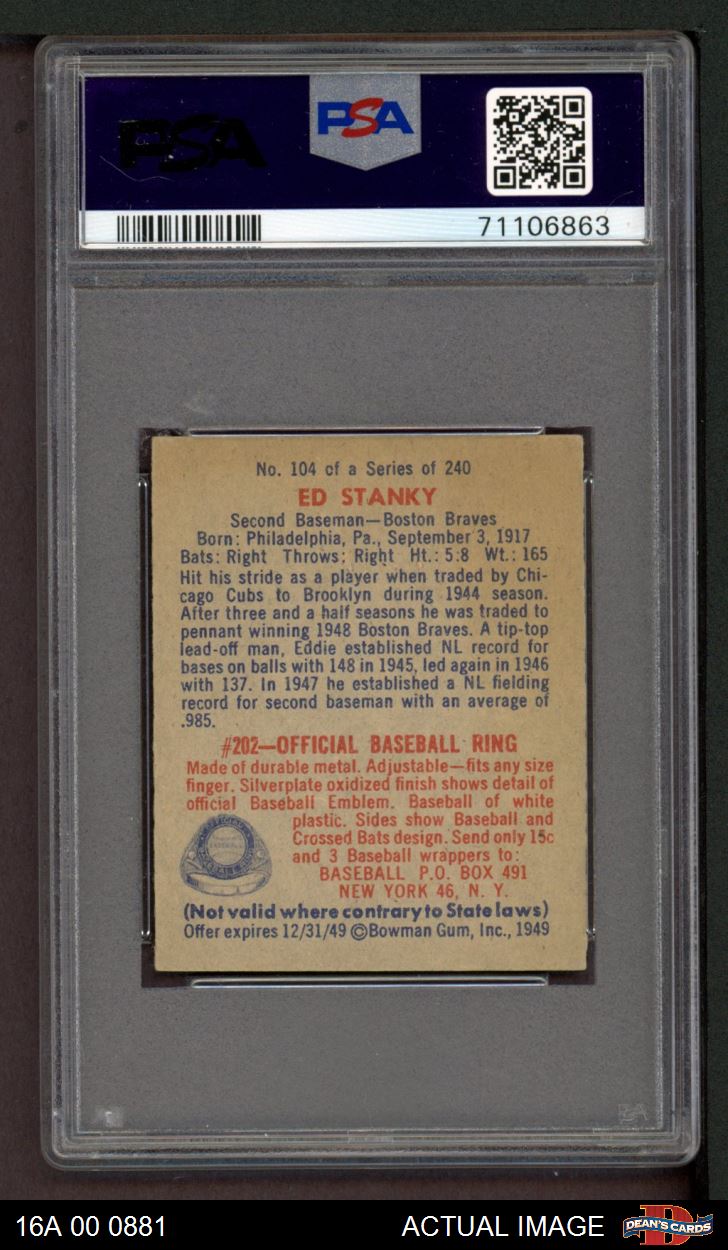 PSA
PSA
71106863
No. 104 of a Series of 240
ED STANKY
Second Baseman—Boston Braves
Born: Philadelphia, Pa., September 3, 1917
Bats: Right Throws: Right Ht.: 5:8 Wt.: 165
Hit his stride as a player when traded by Chi-
cago Cubs to Brooklyn during 1944 season.
After three and a half seasons he was traded to
pennant winning 1948 Boston Braves. A tip-top
lead-off man, Eddie established NL record for
bases on balls with 148 in 1945, led again in 1946
with 137. In 1947 he established a NL fielding
record for second baseman with an average of
.985.
#202—OFFICIAL BASEBALL RING
Made of durable metal. Adjustable—fits any size
finger. Silverplate oxidized finish shows detail of
official Baseball Emblem. Baseball of white
plastic. Sides show Baseball and
Crossed Bats design. Send only 15c
and 3 Baseball wrappers to:
BASEBALL P.O. BOX 491
NEW YORK 46, N. Y.
(Not valid where contrary to State laws)
Offer expires 12/31/49 ©Bowman Gum, Inc., 1949
PSA
16A 00 0881
ACTUAL IMAGE
DEAN'S CARDS